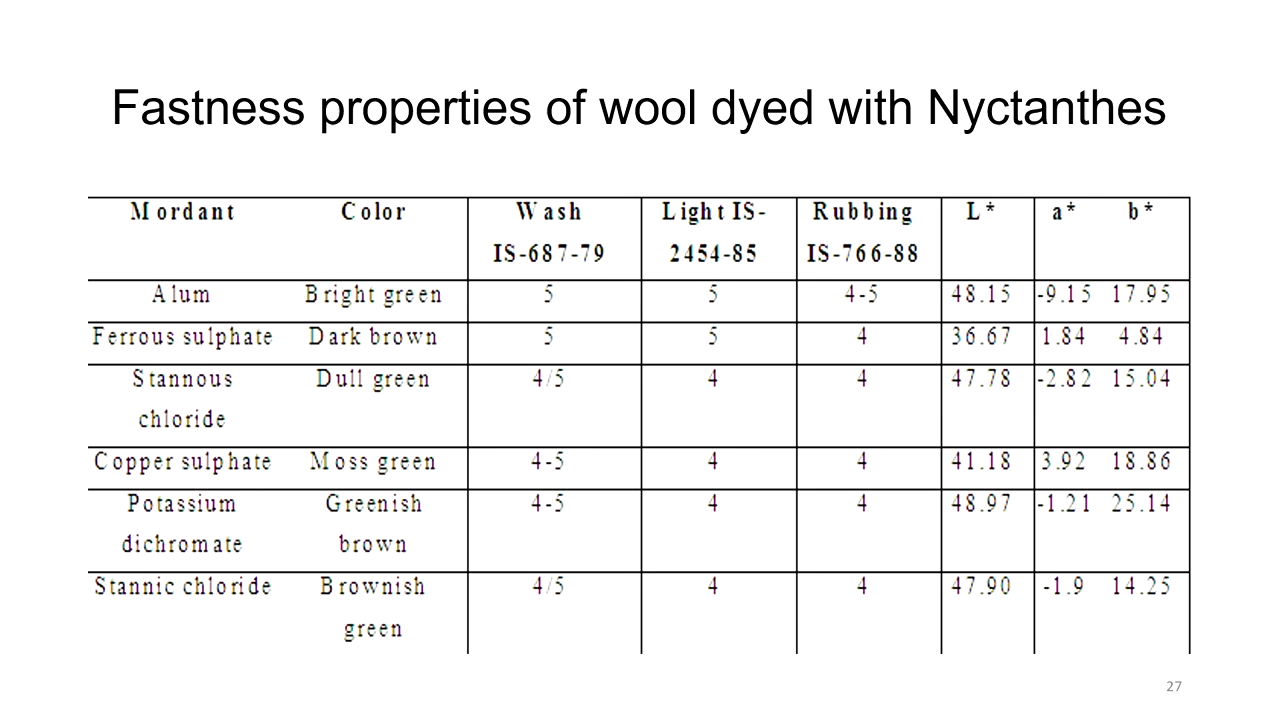 Fastness properties of wool dyed with Nyctanthes
Mordant Color Wash Light IS- Rubbing L* a* b*
IS-687-79 2454-85 IS-766-88
Alum Bright green 5 5 4-5 48.15 -9.15 17.95
Ferrous sulphate Dark brown 5 5 4 36.67 1.84 4.84
Stannous Dull green 4/5 4 4 47.78 -2.82 15.04
chloride
Copper sulphate Moss green 4-5 4 4 41.18 3.92 18.86
Potassium Greenish 4-5 4 4 48.97 -1.21 25.14
dichromate brown
Stannic chloride Brownish 4/5 4 4 47.90 -1.9 14.25
green
27